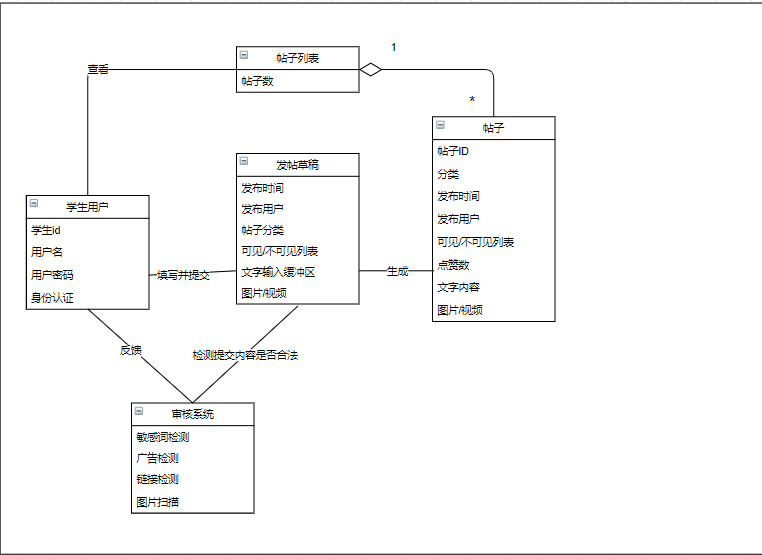 帖子列表
帖子数
查看
1
*
帖子
帖子ID
分类
发布时间
发布用户
可见/不可见列表
点赞数
文字内容
图片/视频
发帖草稿
发布时间
发布用户
帖子分类
可见/不可见列表
文字输入缓冲区
图片/视频
学生用户
学生id
用户名
用户密码
身份认证
填写并提交
生成
反馈
检测提交内容是否合法
审核系统
敏感词检测
广告检测
链接检测
图片扫描